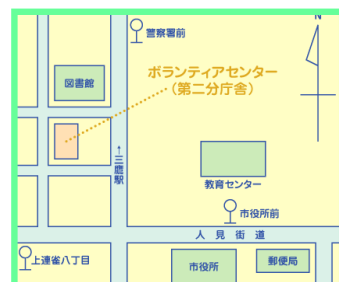 N
警察署前
図書館
ボランティアセンター
(第二分庁舎)
←三鷹駅
教育センター
市役所前
人見街道
上連雀八丁目
市役所
郵便局